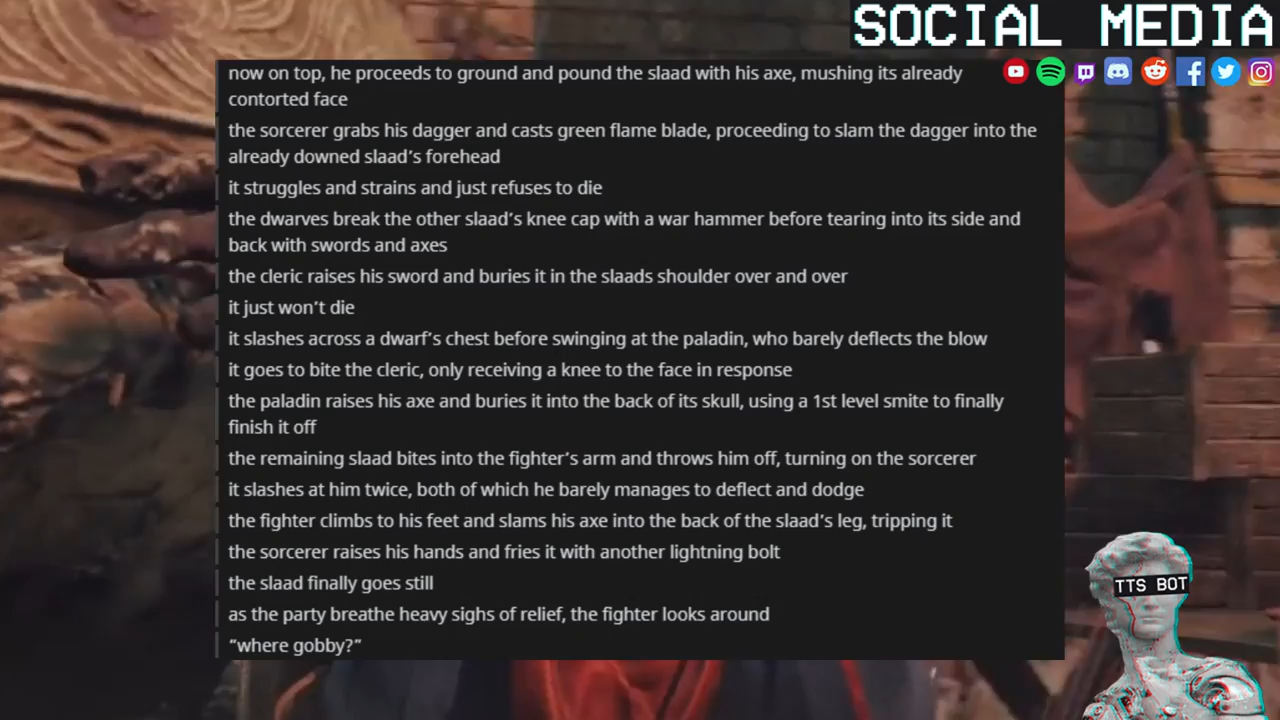 SOCIAL MEDIA
now on top, he proceeds to ground and pound the slaad with his axe, mushing its already
contorted face
the sorcerer grabs his dagger and casts green flame blade, proceeding to slam the dagger into the
already downed slaad’s forehead
it struggles and strains and just refuses to die
the dwarves break the other slaad’s knee cap with a war hammer before tearing into its side and
back with swords and axes
the cleric raises his sword and buries it in the slaads shoulder over and over
it just won’t die
it slashes across a dwarf’s chest before swinging at the paladin, who barely deflects the blow
it goes to bite the cleric, only receiving a knee to the face in response
the paladin raises his axe and buries it into the back of its skull, using a 1st level smite to finally
finish it off
the remaining slaad bites into the fighter’s arm and throws him off, turning on the sorcerer
it slashes at him twice, both of which he barely manages to deflect and dodge
the fighter climbs to his feet and slams his axe into the back of the slaad’s leg, tripping it
the sorcerer raises his hands and fries it with another lightning bolt
the slaad finally goes still
as the party breathe heavy sighs of relief, the fighter looks around
“where gobby?”
TTS BOT